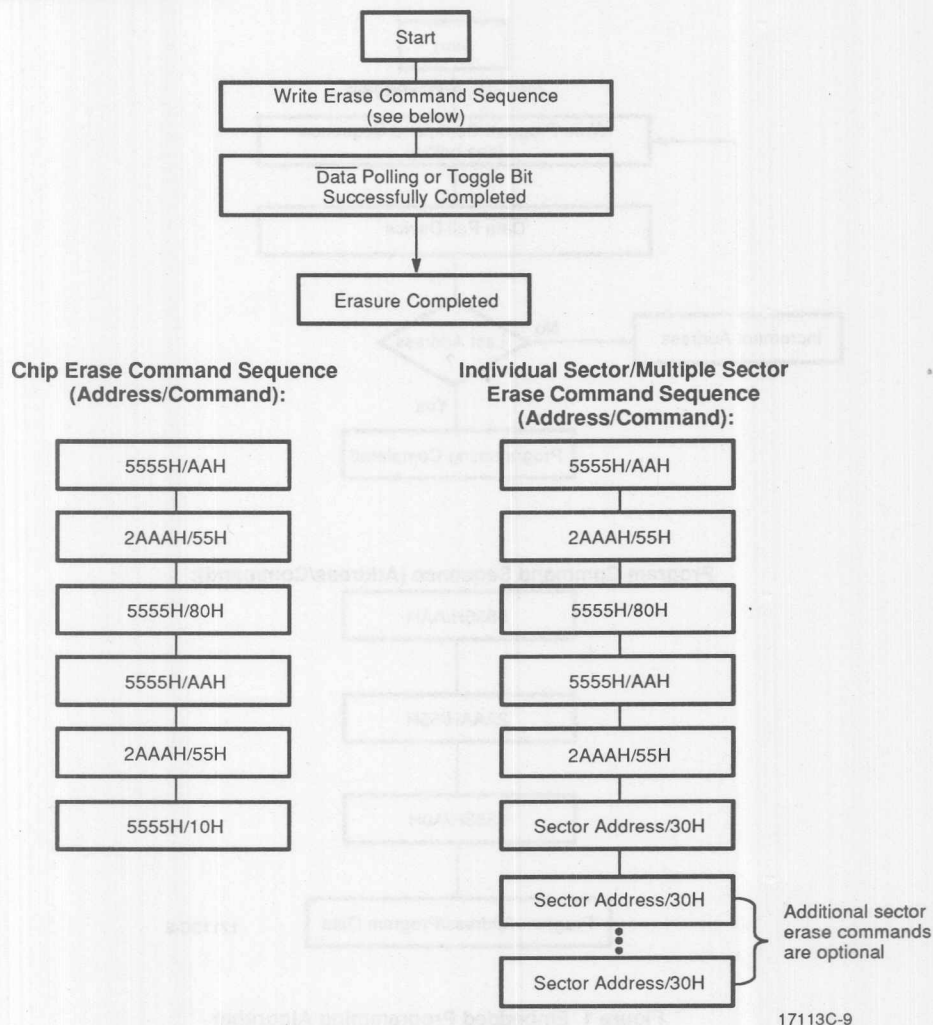 Start
Write Erase Command Sequence
(see below)
Data Polling or Toggle Bit
Successfully Completed
Erasure Completed
Chip Erase Command Sequence
(Address/Command):
5555H/AAH
2AAAH/55H
5555H/80H
5555H/AAH
2AAAH/55H
5555H/10H
Individual Sector/Multiple Sector
Erase Command Sequence
(Address/Command):
5555H/AAH
2AAAH/55H
5555H/80H
5555H/AAH
2AAAH/55H
Sector Address/30H
Sector Address/30H
Sector Address/30H
Additional sector
erase commands
are optional
17113C-9